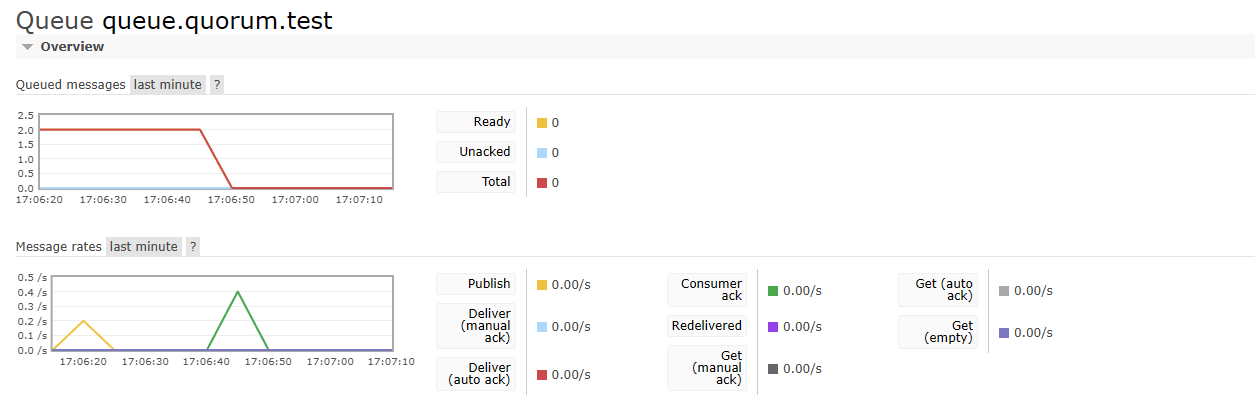 Queue queue.quorum.test
Overview
Queued messages last minute ?
2.5
2.0
1.5
1.0
0.5
0.0
17:06:20 17:06:30 17:06:40 17:06:50 17:07:00 17:07:10
Ready 0
Unacked 0
Total 0
Message rates last minute ?
0.5 /s
0.4 /s
0.3 /s
0.2 /s
0.1 /s
0.0 /s
17:06:20 17:06:30 17:06:40 17:06:50 17:07:00 17:07:10
Publish 0.00/s
Deliver
(manual 0.00/s
ack)
Deliver
(auto ack) 0.00/s
Consumer
ack 0.00/s
Redelivered 0.00/s
Get
(manual 0.00/s
ack)
Get (auto
ack) 0.00/s
Get
(empty) 0.00/s